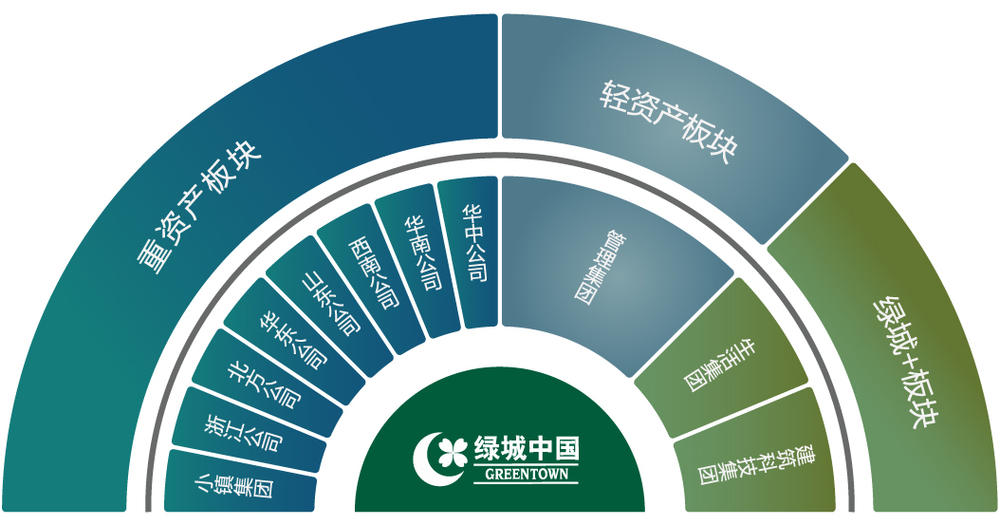 重资产板块
轻资产板块
绿城+板块
小镇集团
浙江公司
北方公司
华东公司
山东公司
西南公司
华南公司
华中公司
管理集团
生活集团
建筑科技集团
绿城中国
GREENTOWN